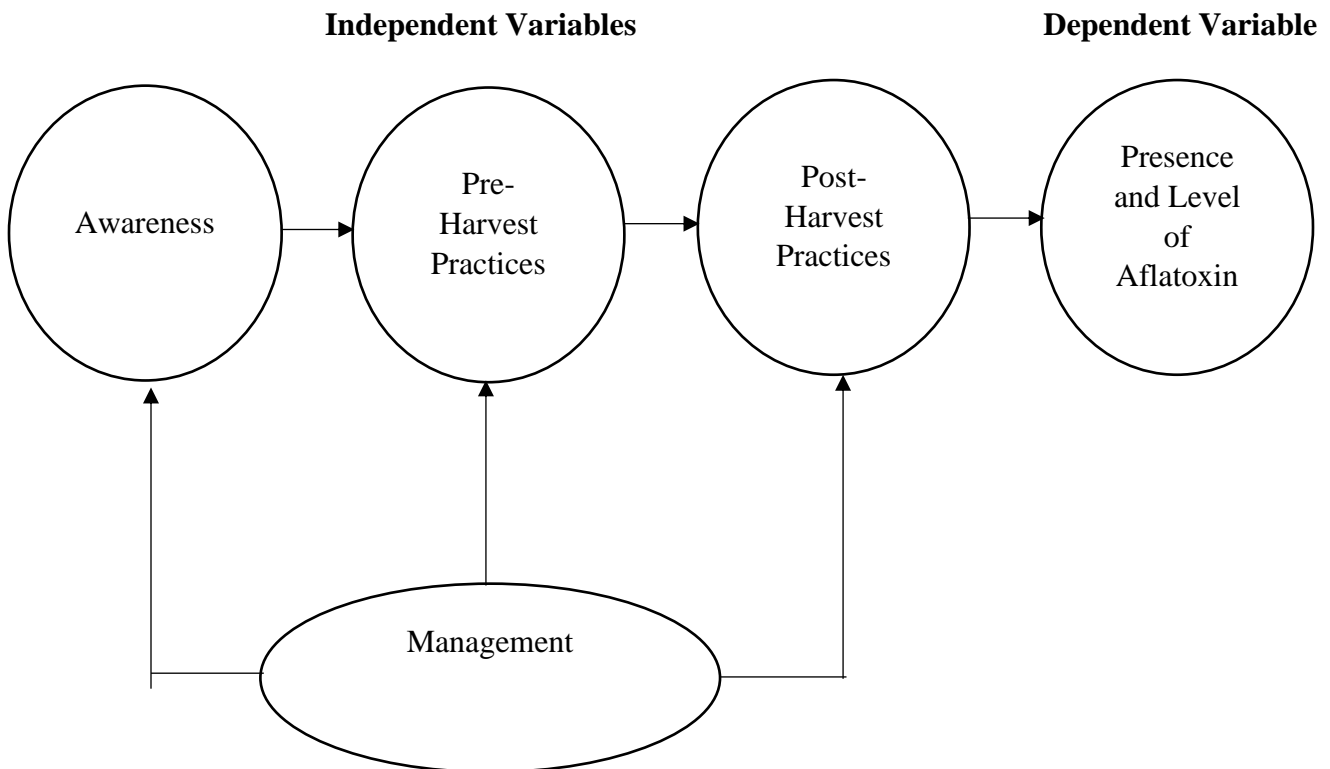 Independent Variables
Dependent Variable
Awareness
Pre-
Harvest
Practices
Post-
Harvest
Practices
Presence
and Level
of
Aflatoxin
Management